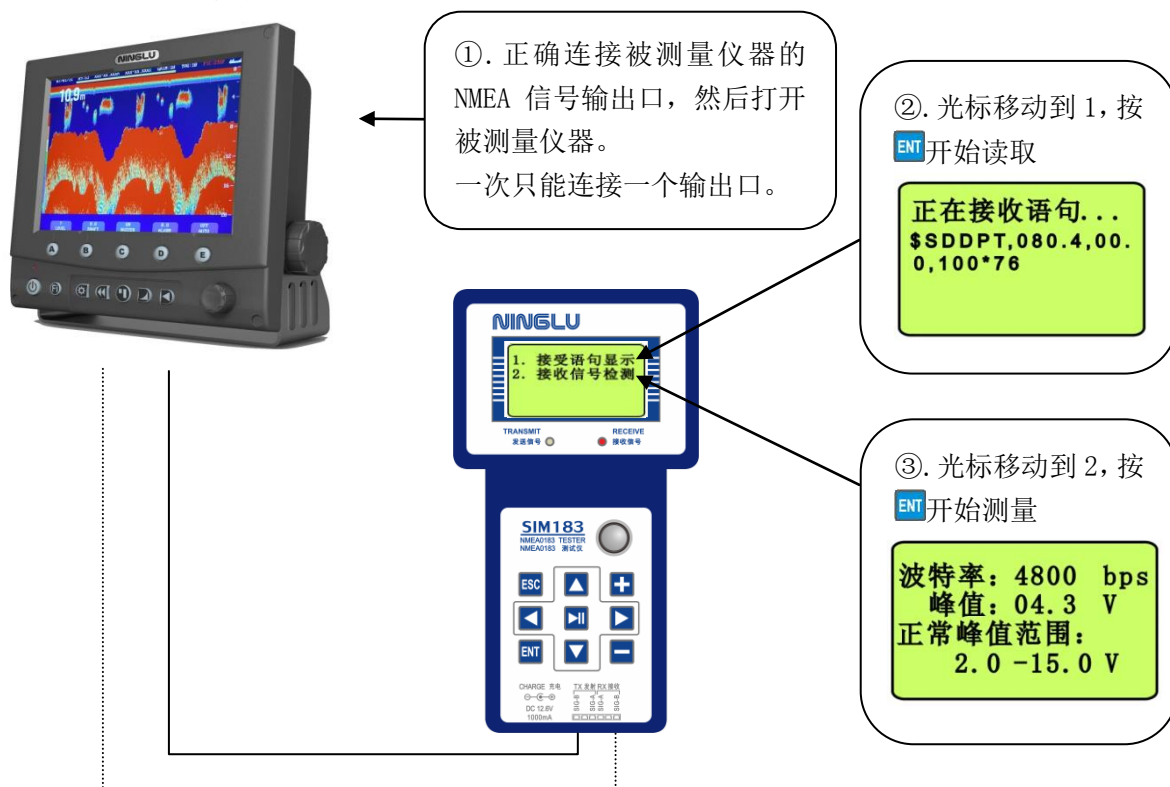 NINGLU
10.9m
A B C D E
①. 正确连接被测量仪器的
NMEA 信号输出口，然后打开
被测量仪器。
一次只能连接一个输出口。
②. 光标移动到 1，按
ENT开始读取
正在接收语句...
$SDDPT,080.4,00.
0,100*76
NINGLU
1. 接受语句显示
2. 接收信号检测
TRANSMIT
发送信号
RECEIVE
接收信号
③. 光标移动到 2，按
ENT开始测量
波特率：4800 bps
峰值：04.3 V
正常峰值范围：
2.0 -15.0 V
SIM183
NMEA0183 TESTER
NMEA0183 测试仪
ESC
ENT
CHARGE 充电
DC 12.6V
1000mA
TX 发射 RX 接收
SIG-B SIG-A SIG-A SIG-B